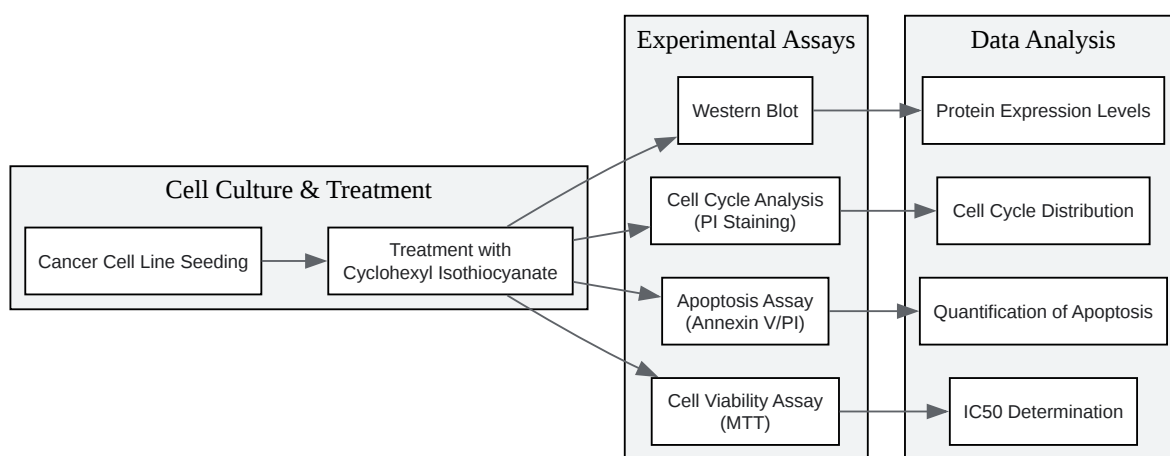 Cell Culture & Treatment
Cancer Cell Line Seeding
Treatment with
Cyclohexyl Isothiocyanate
Experimental Assays
Western Blot
Cell Cycle Analysis
(PI Staining)
Apoptosis Assay
(Annexin V/PI)
Cell Viability Assay
(MTT)
Data Analysis
Protein Expression Levels
Cell Cycle Distribution
Quantification of Apoptosis
IC50 Determination